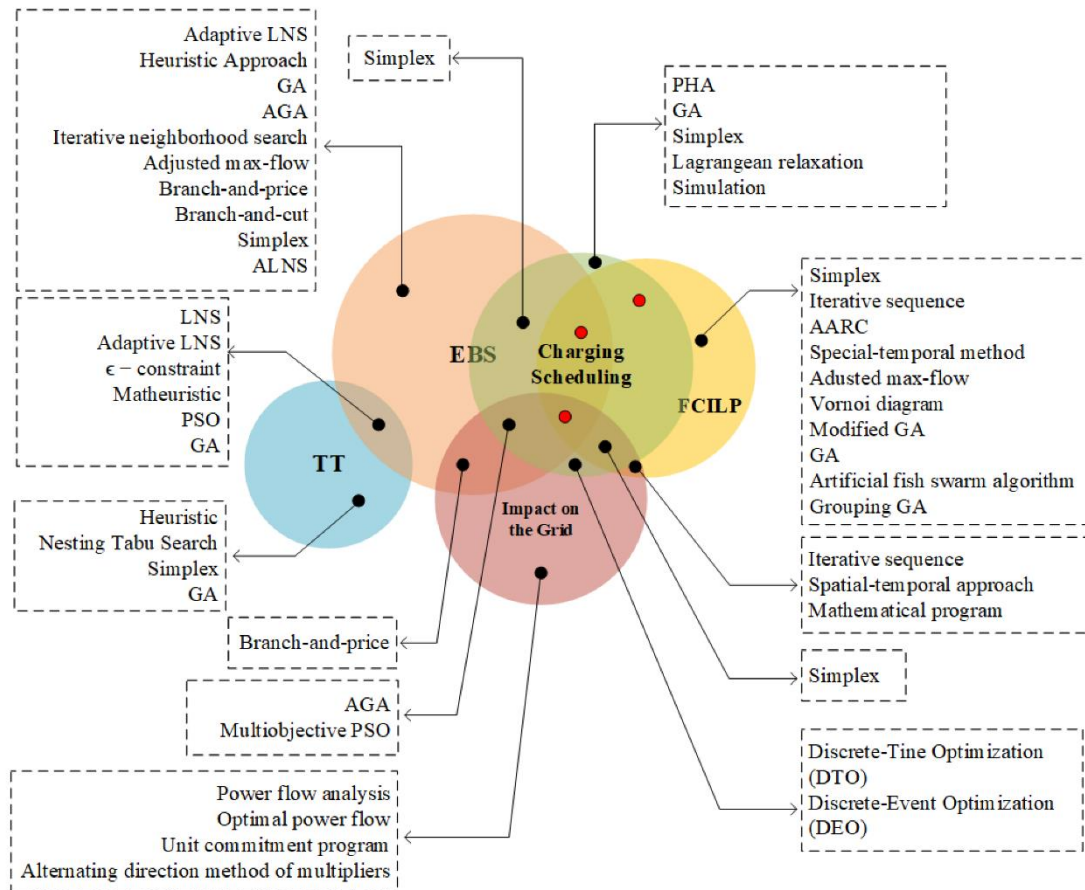 Adaptive LNS
Heuristic Approach
GA
AGA
Iterative neighborhood search
Adjusted max-flow
Branch-and-price
Branch-and-cut
Simplex
ALNS
Simplex
PHA
GA
Simplex
Lagrangean relaxation
Simulation
LNS
Adaptive LNS
ϵ − constraint
Matheuristic
PSO
GA
EBS
Charging
Scheduling
FCILP
TT
Impact on
the Grid
Simplex
Iterative sequence
AARC
Special-temporal method
Adusted max-flow
Vornoi diagram
Modified GA
GA
Artificial fish swarm algorithm
Grouping GA
Heuristic
Nesting Tabu Search
Simplex
GA
Iterative sequence
Spatial-temporal approach
Mathematical program
Branch-and-price
Simplex
AGA
Multiobjective PSO
Discrete-Tine Optimization
(DTO)
Discrete-Event Optimization
(DEO)
Power flow analysis
Optimal power flow
Unit commitment program
Alternating direction method of multipliers